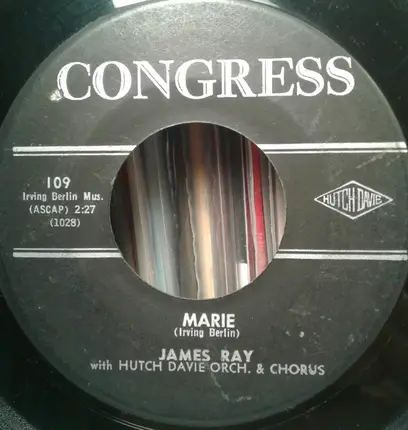 CONGRESS
109
Irving Berlin Mus.
(ASCAP) 2:27
(1028)
HUTCH DAVIE
MARIE
(Irving Berlin)
JAMES RAY
with HUTCH DAVIE ORCH. & CHORUS